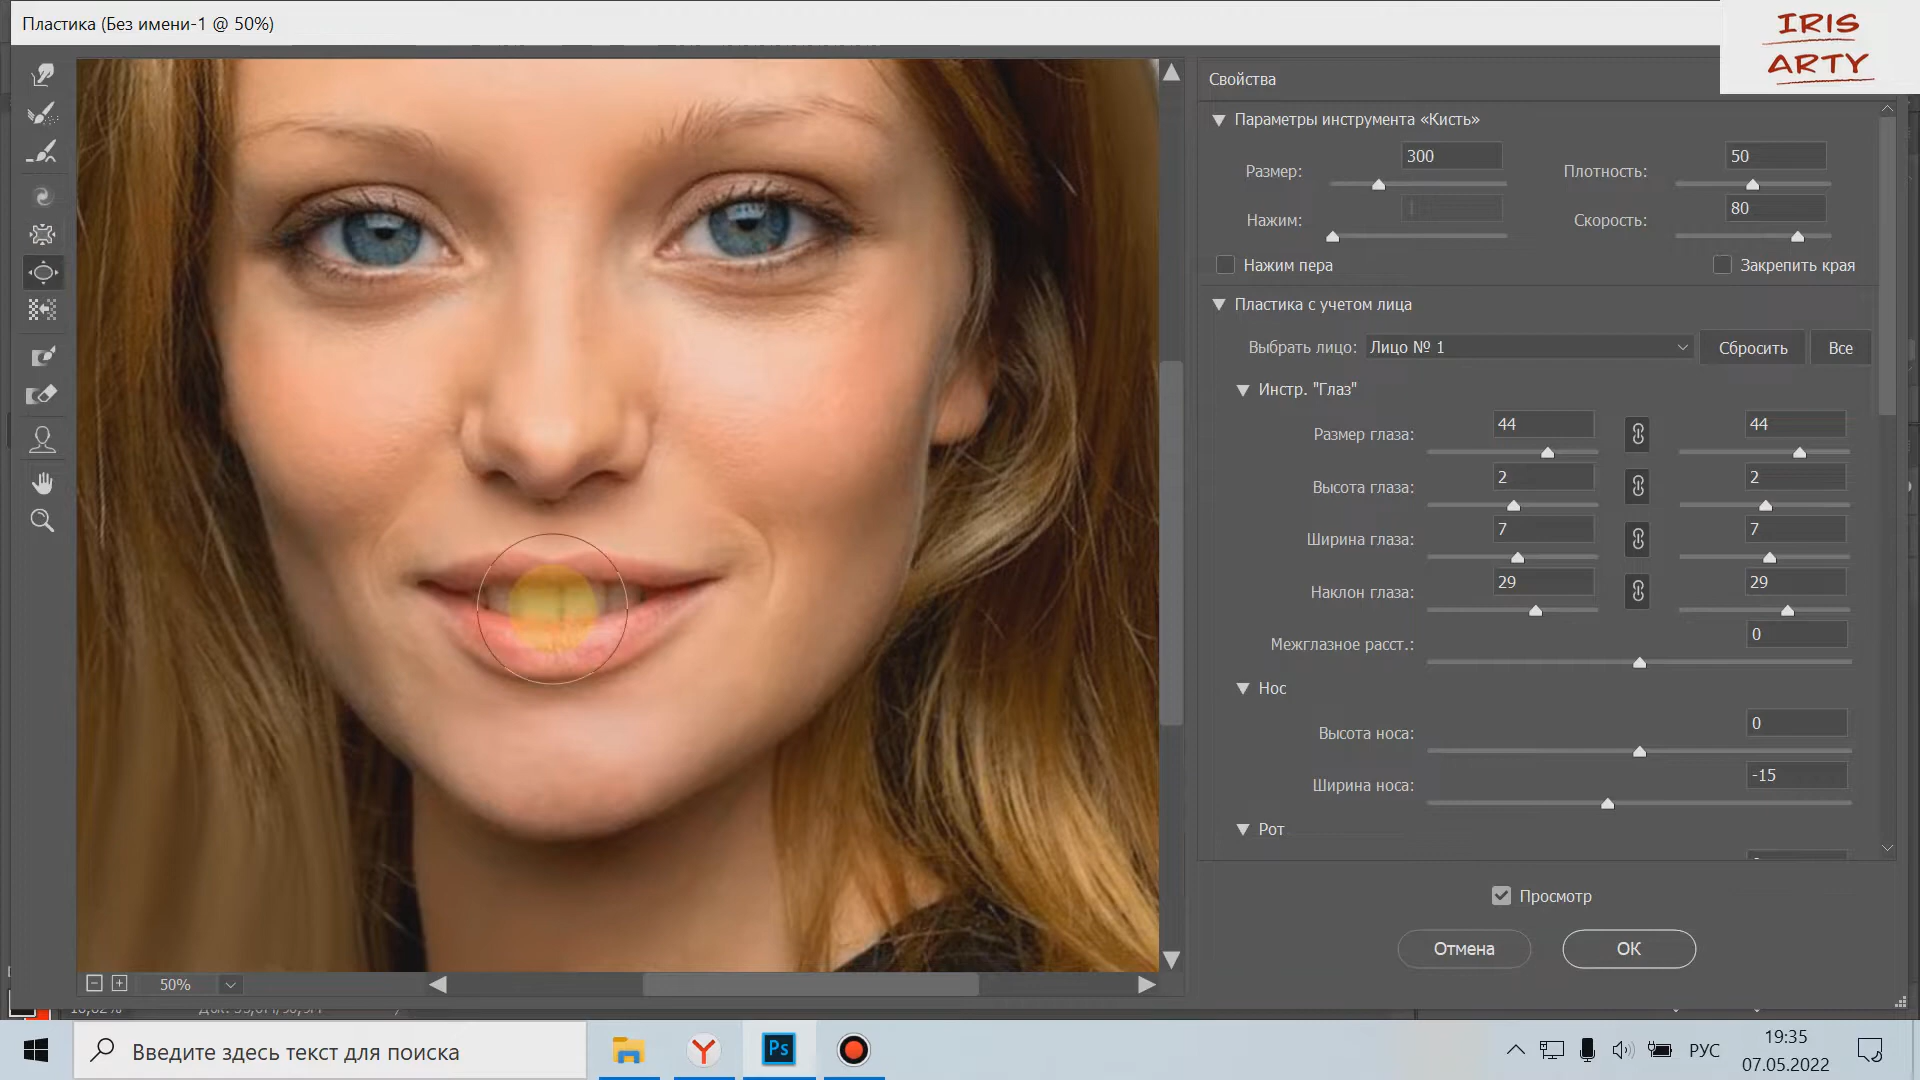 Пластика (Без имени-1 @ 50%)
IRIS
ARTY
Свойства
Параметры инструмента «Кисть»
Размер: 300 Плотность: 50
Нажим: Скорость: 80
Нажим пера Закрепить края
Пластика с учетом лица
Выбрать лицо: Лицо № 1 Сбросить Все
Инстр. "Глаз"
Размер глаза: 44 44
Высота глаза: 2 2
Ширина глаза: 7 7
Наклон глаза: 29 29
Межглазное расст.: 0
Нос
Высота носа: 0
Ширина носа: -15
Рот
Просмотр
Отмена ОК
50%
Введите здесь текст для поиска
Ps
РУС
19:35
07.05.2022